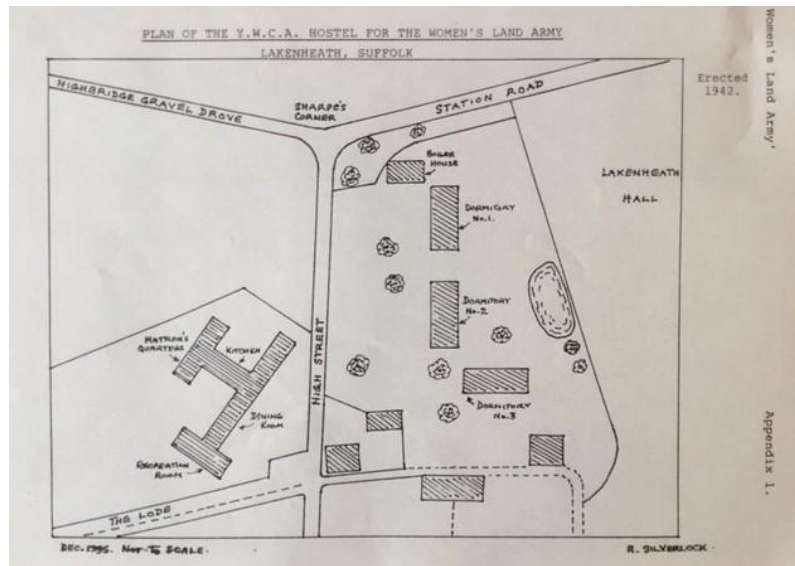 PLAN OF THE Y.W.C.A. HOSTEL FOR THE WOMEN'S LAND ARMY
LAKENHEATH, SUFFOLK
Women's Land Army'
Erected
1942.
HIGHBRIDGE GRAVEL DROVE
SHARPE'S
CORNER
STATION ROAD
BOILER
HOUSE
LAKENHEATH
HALL
DORMITORY
No.1.
DORMITORY
No.2
MATRON'S
QUARTERS
KITCHEN
HIGH STREET
DINING
ROOM
DORMITORY
No.3
RECREATION
ROOM
THE LODE
Appendix 1.
DEC. 1995. NOT TO SCALE.
R. SILVERLOCK.